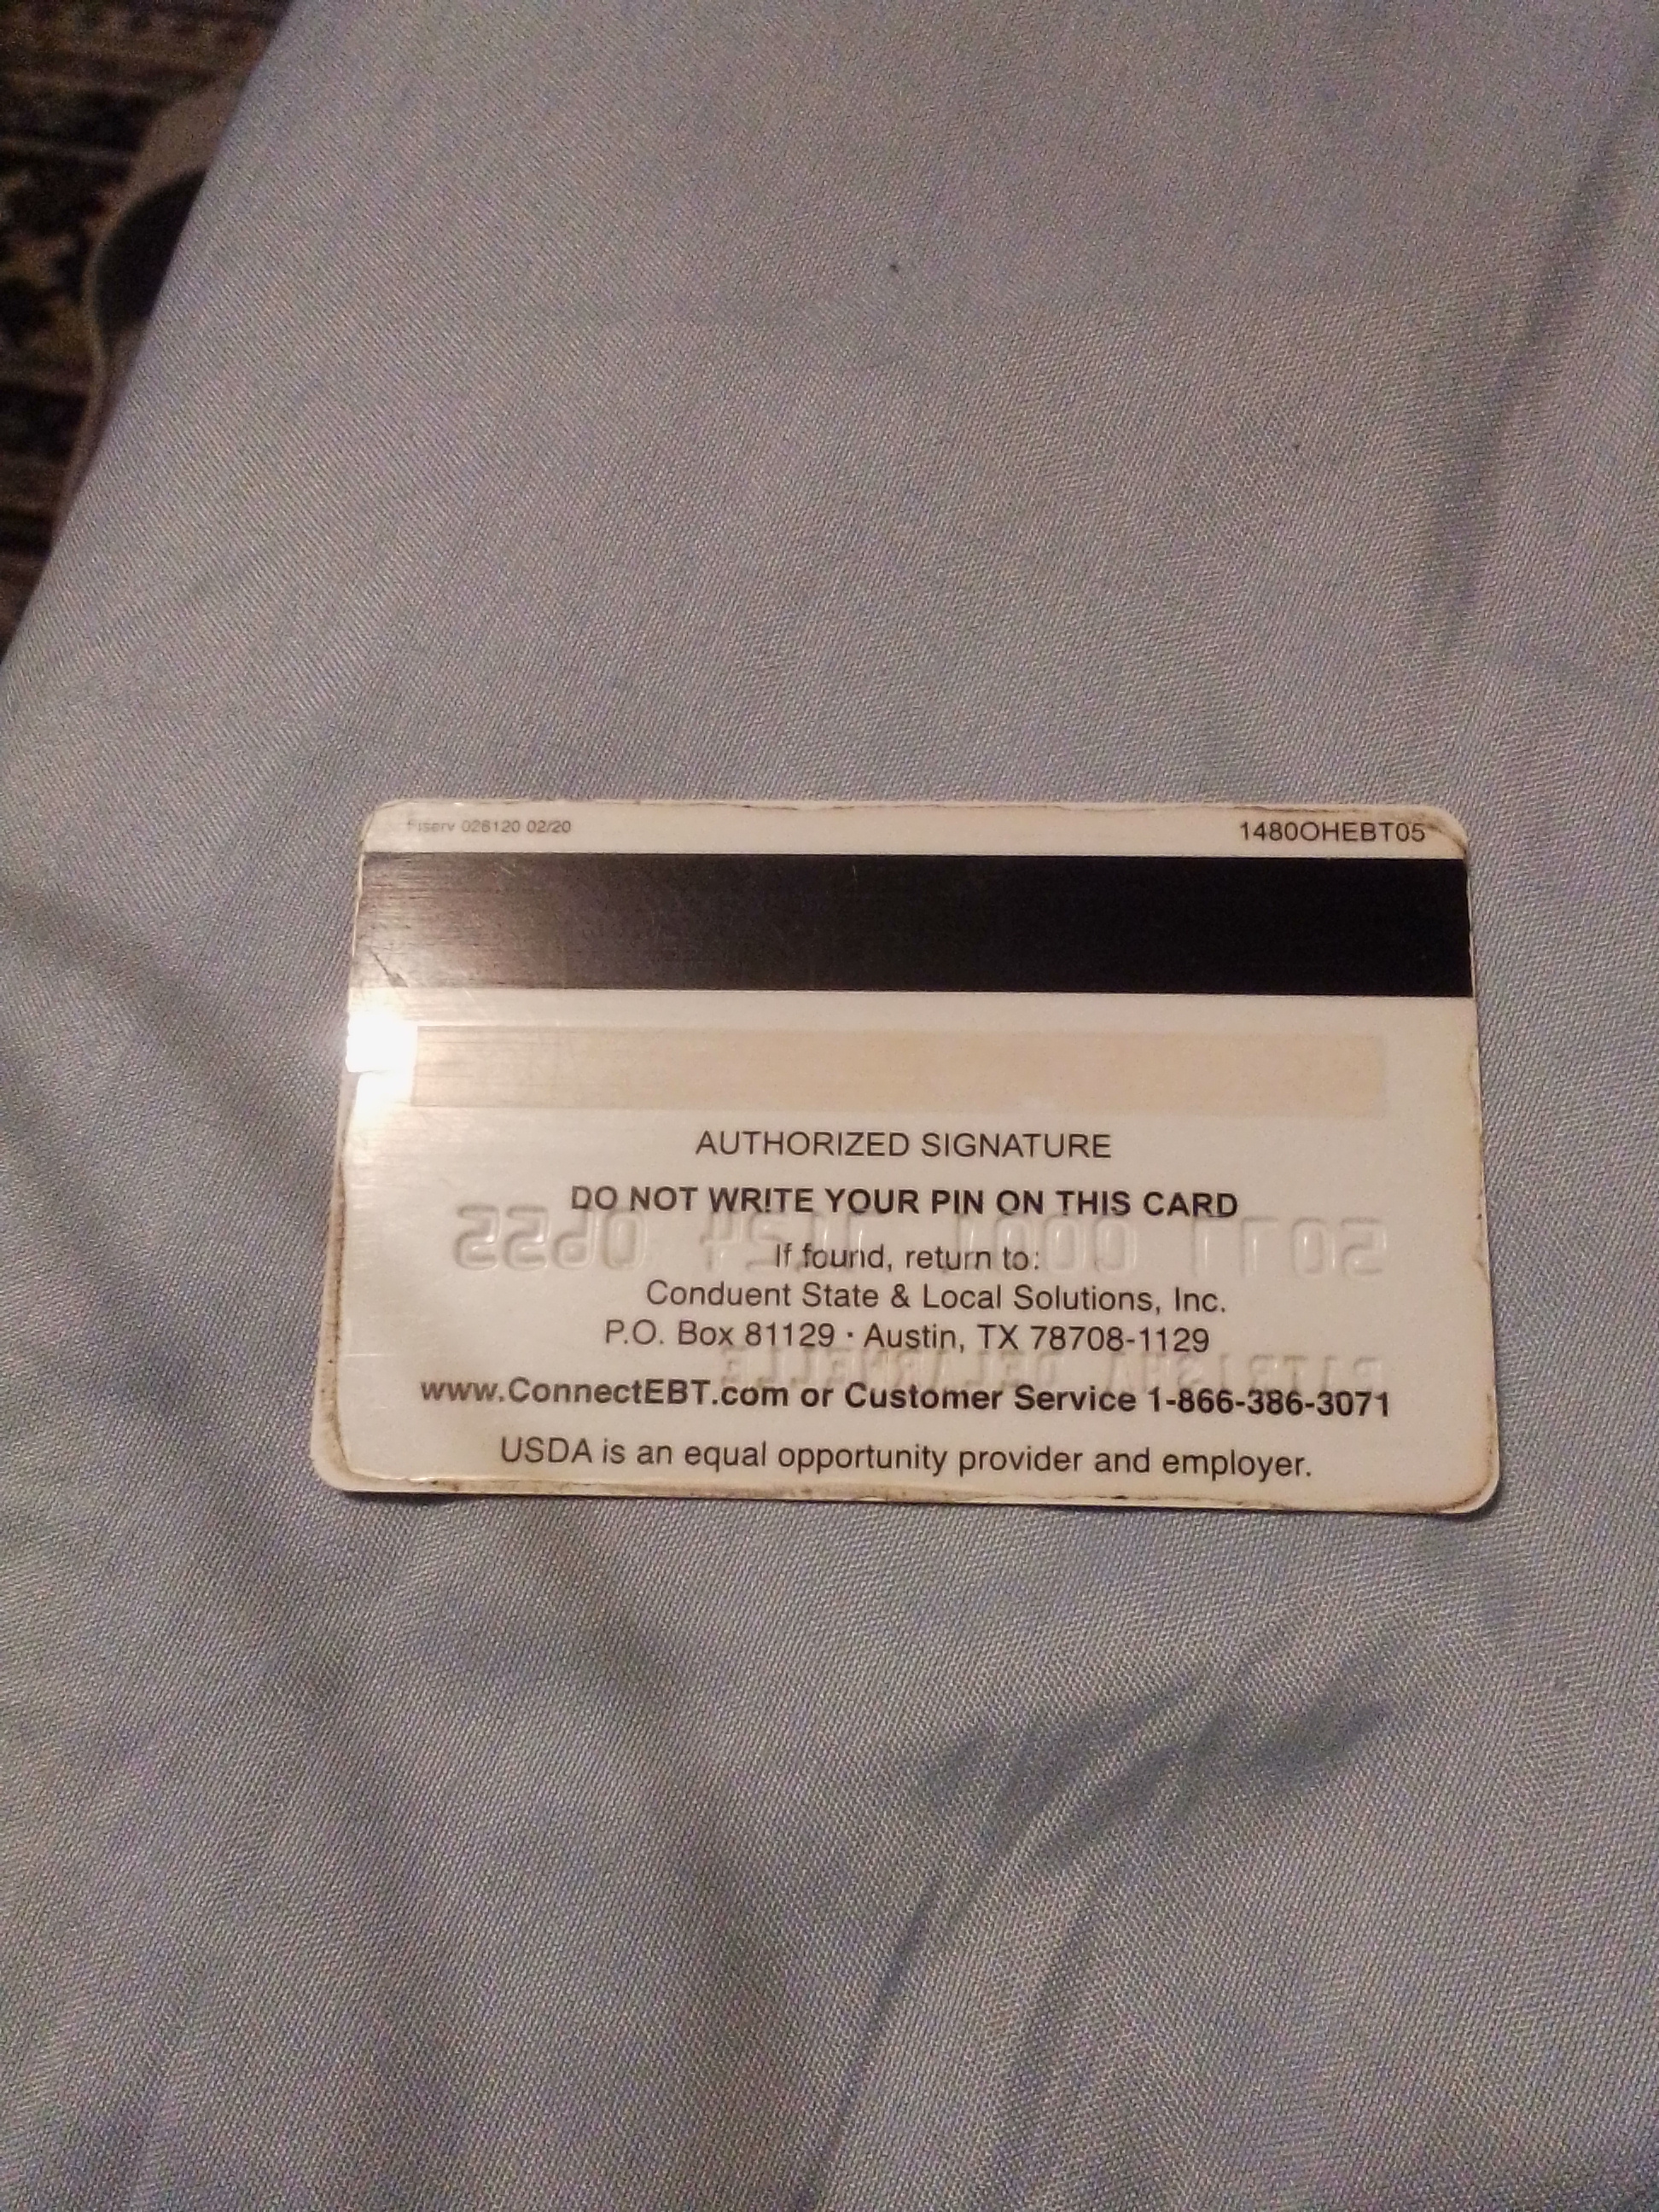 Fiserv 026120 02/20
1480OHEBT05
AUTHORIZED SIGNATURE
DO NOT WRITE YOUR PIN ON THIS CARD
If found, return to:
Conduent State & Local Solutions, Inc.
P.O. Box 81129 · Austin, TX 78708-1129
www.ConnectEBT.com or Customer Service 1-866-386-3071
USDA is an equal opportunity provider and employer.